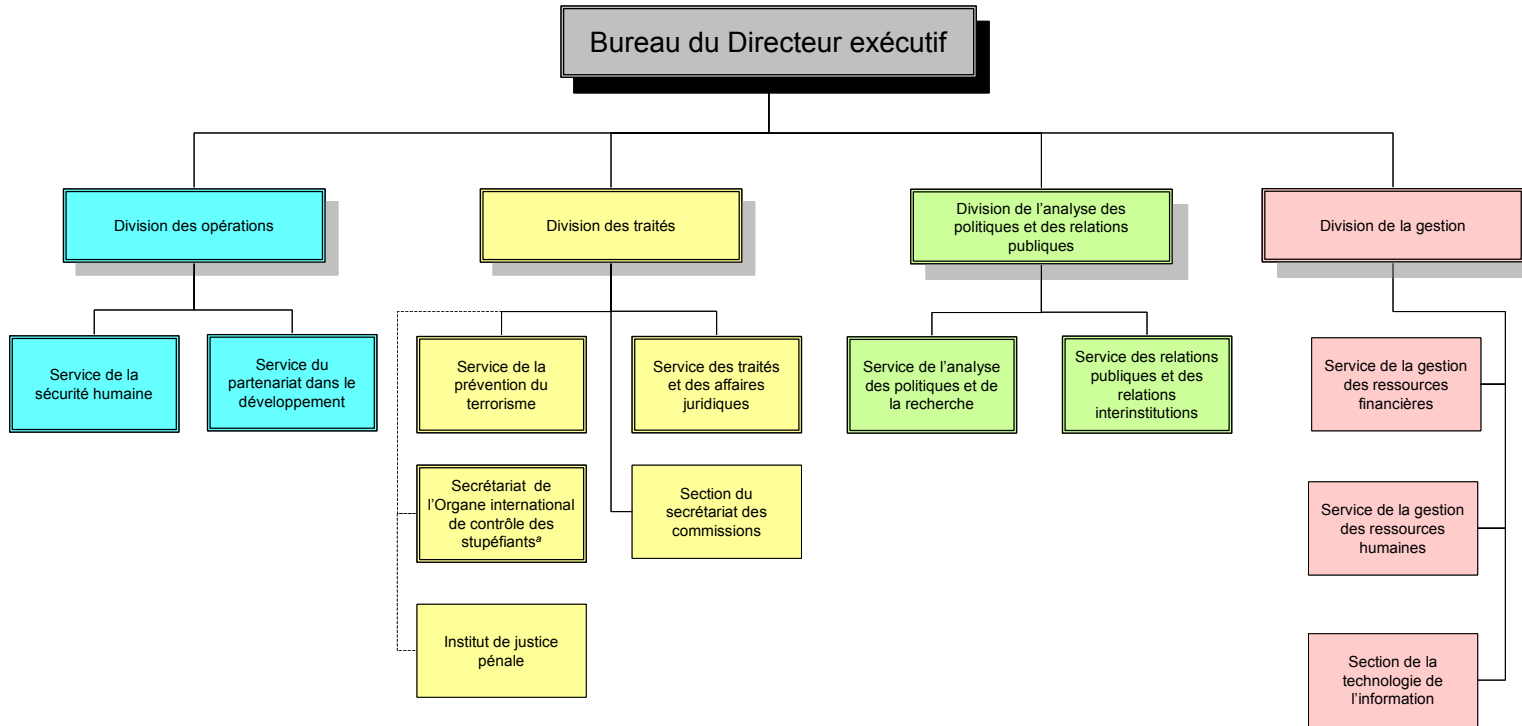 Bureau du Directeur exécutif
Division des opérations
Division des traités
Division de l’analyse des
politiques et des relations
publiques
Division de la gestion
Service de la
sécurité humaine
Service du
partenariat dans le
développement
Service de la
prévention du
terrorisme
Service des traités
et des affaires
juridiques
Service de l’analyse
des politiques et de
la recherche
Service des relations
publiques et des
relations
interinstitutions
Service de la gestion
des ressources
financières
Secrétariat de
l’Organe international
de contrôle des
stupéfiantsᵃ
Section du
secrétariat des
commissions
Service de la gestion
des ressources
humaines
Institut de justice
pénale
Section de la
technologie de
l’information